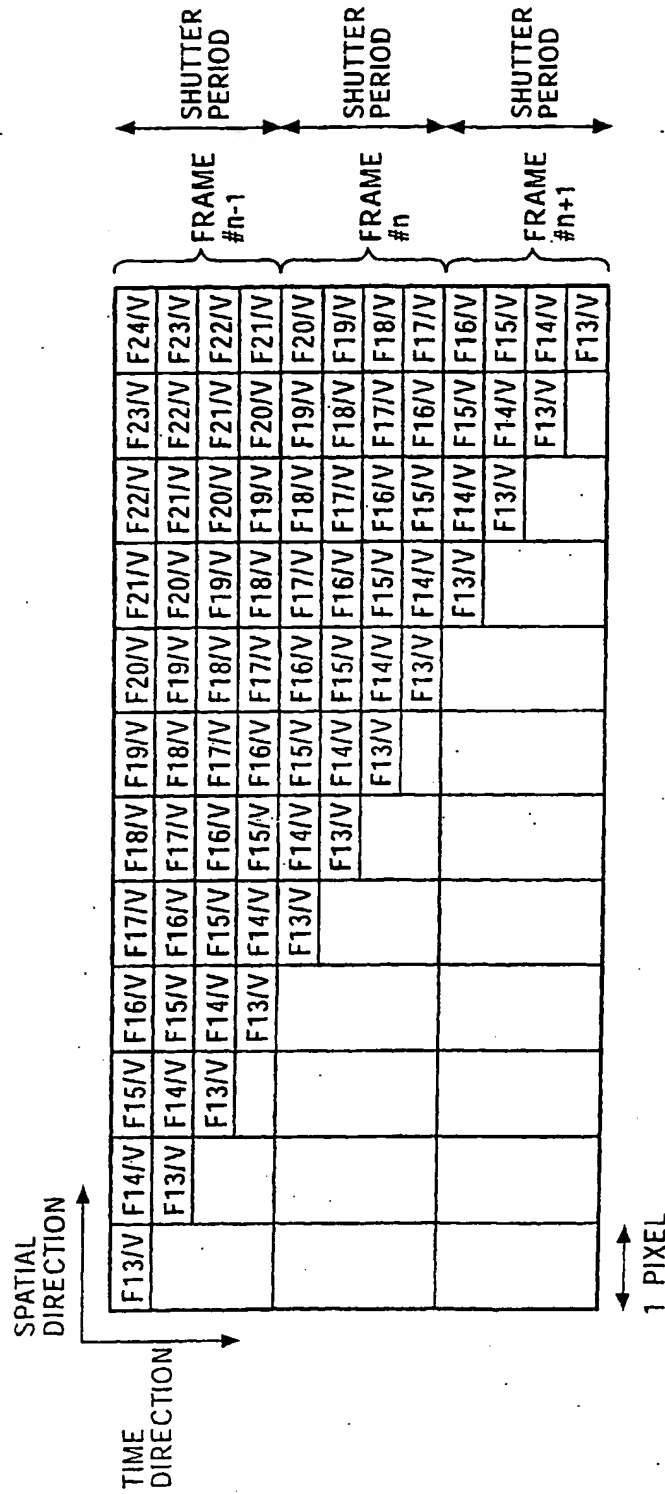 SPATIAL
DIRECTION
TIME
DIRECTION
F13/V F14/V F15/V F16/V F17/V F18/V F19/V F20/V F21/V F22/V F23/V F24/V
F13/V F14/V F15/V F16/V F17/V F18/V F19/V F20/V F21/V F22/V F23/V
F13/V F14/V F15/V F16/V F17/V F18/V F19/V F20/V F21/V F22/V
F13/V F14/V F15/V F16/V F17/V F18/V F19/V F20/V F21/V
F13/V F14/V F15/V F16/V F17/V F18/V F19/V F20/V
F13/V F14/V F15/V F16/V F17/V F18/V F19/V
F13/V F14/V F15/V F16/V F17/V F18/V
F13/V F14/V F15/V F16/V F17/V
F13/V F14/V F15/V F16/V
F13/V F14/V F15/V
F13/V F14/V
F13/V
FRAME
#n-1
SHUTTER
PERIOD
FRAME
#n
SHUTTER
PERIOD
FRAME
#n+1
SHUTTER
PERIOD
1 PIXEL